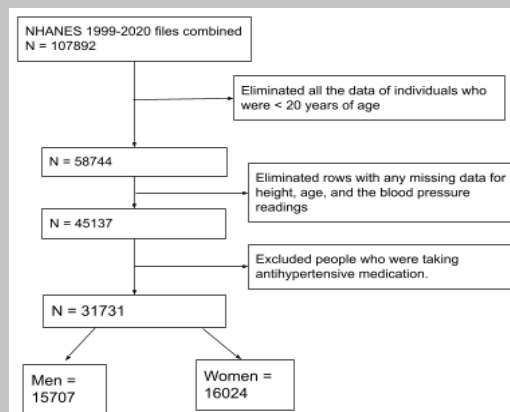 NHANES 1999-2020 files combined
N = 107892
Eliminated all the data of individuals who
were < 20 years of age
N = 58744
Eliminated rows with any missing data for
height, age, and the blood pressure
readings
N = 45137
Excluded people who were taking
antihypertensive medication.
N = 31731
Men =
15707
Women =
16024